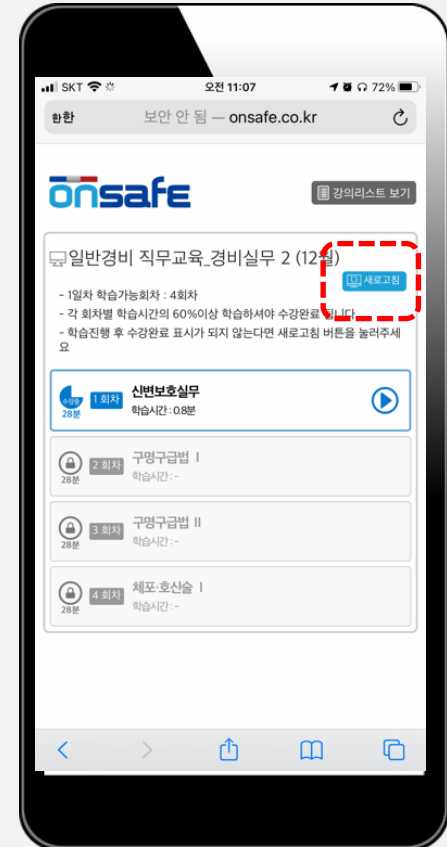 SKT 오전 11:07 72%
환한 보안 안 됨 — onsafe.co.kr
onsafe
강의리스트 보기
일반경비 직무교육_경비실무 2 (12월)
새로고침
- 1일차 학습가능회차 : 4회차
- 각 회차별 학습시간의 60%이상 학습하셔야 수강완료 됩니다
- 학습진행 후 수강완료 표시가 되지 않는다면 새로고침 버튼을 눌러주세
요
수강중 1 회차 신변보호실무
28분 학습시간 : 0.8분
2 회차 구명구급법 Ⅰ
28분 학습시간 : -
3 회차 구명구급법 II
28분 학습시간 : -
4 회차 체포·호신술 Ⅰ
28분 학습시간 : -